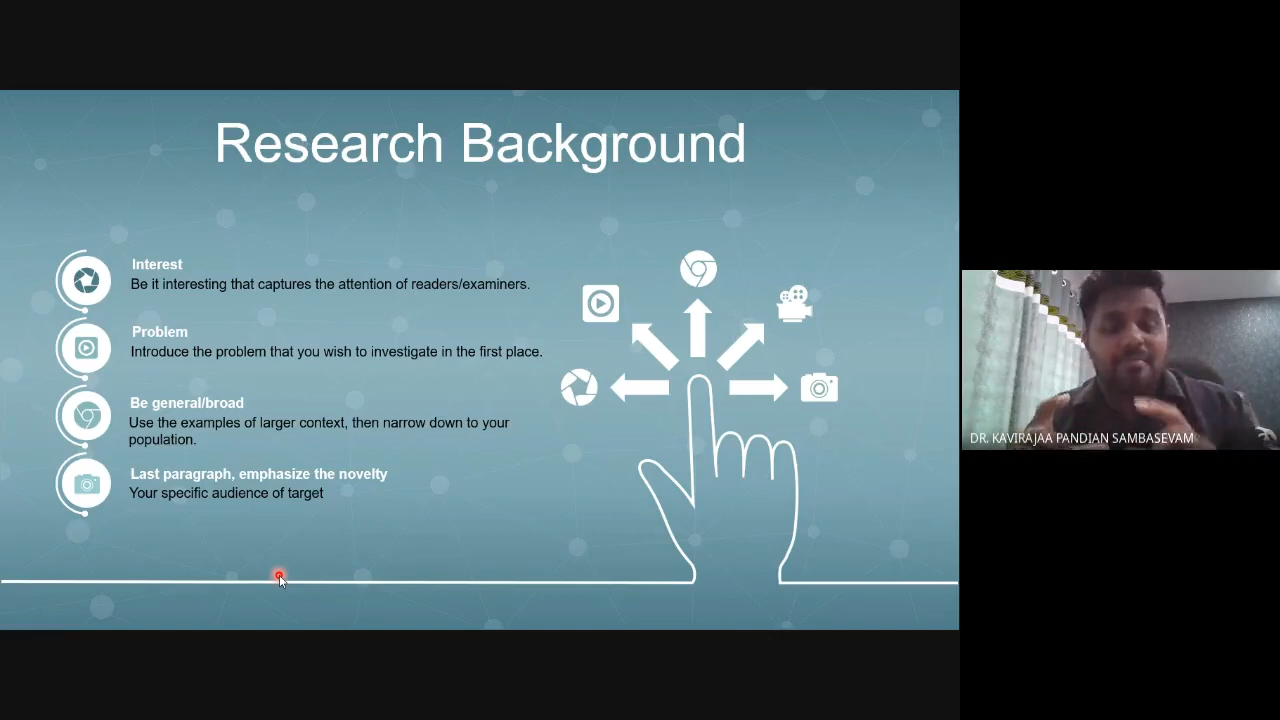 Research Background
Interest
Be it interesting that captures the attention of readers/examiners.
Problem
Introduce the problem that you wish to investigate in the first place.
Be general/broad
Use the examples of larger context, then narrow down to your
population.
Last paragraph, emphasize the novelty
Your specific audience of target
DR. KAVIRAJAA PANDIAN SAMBASEVAM